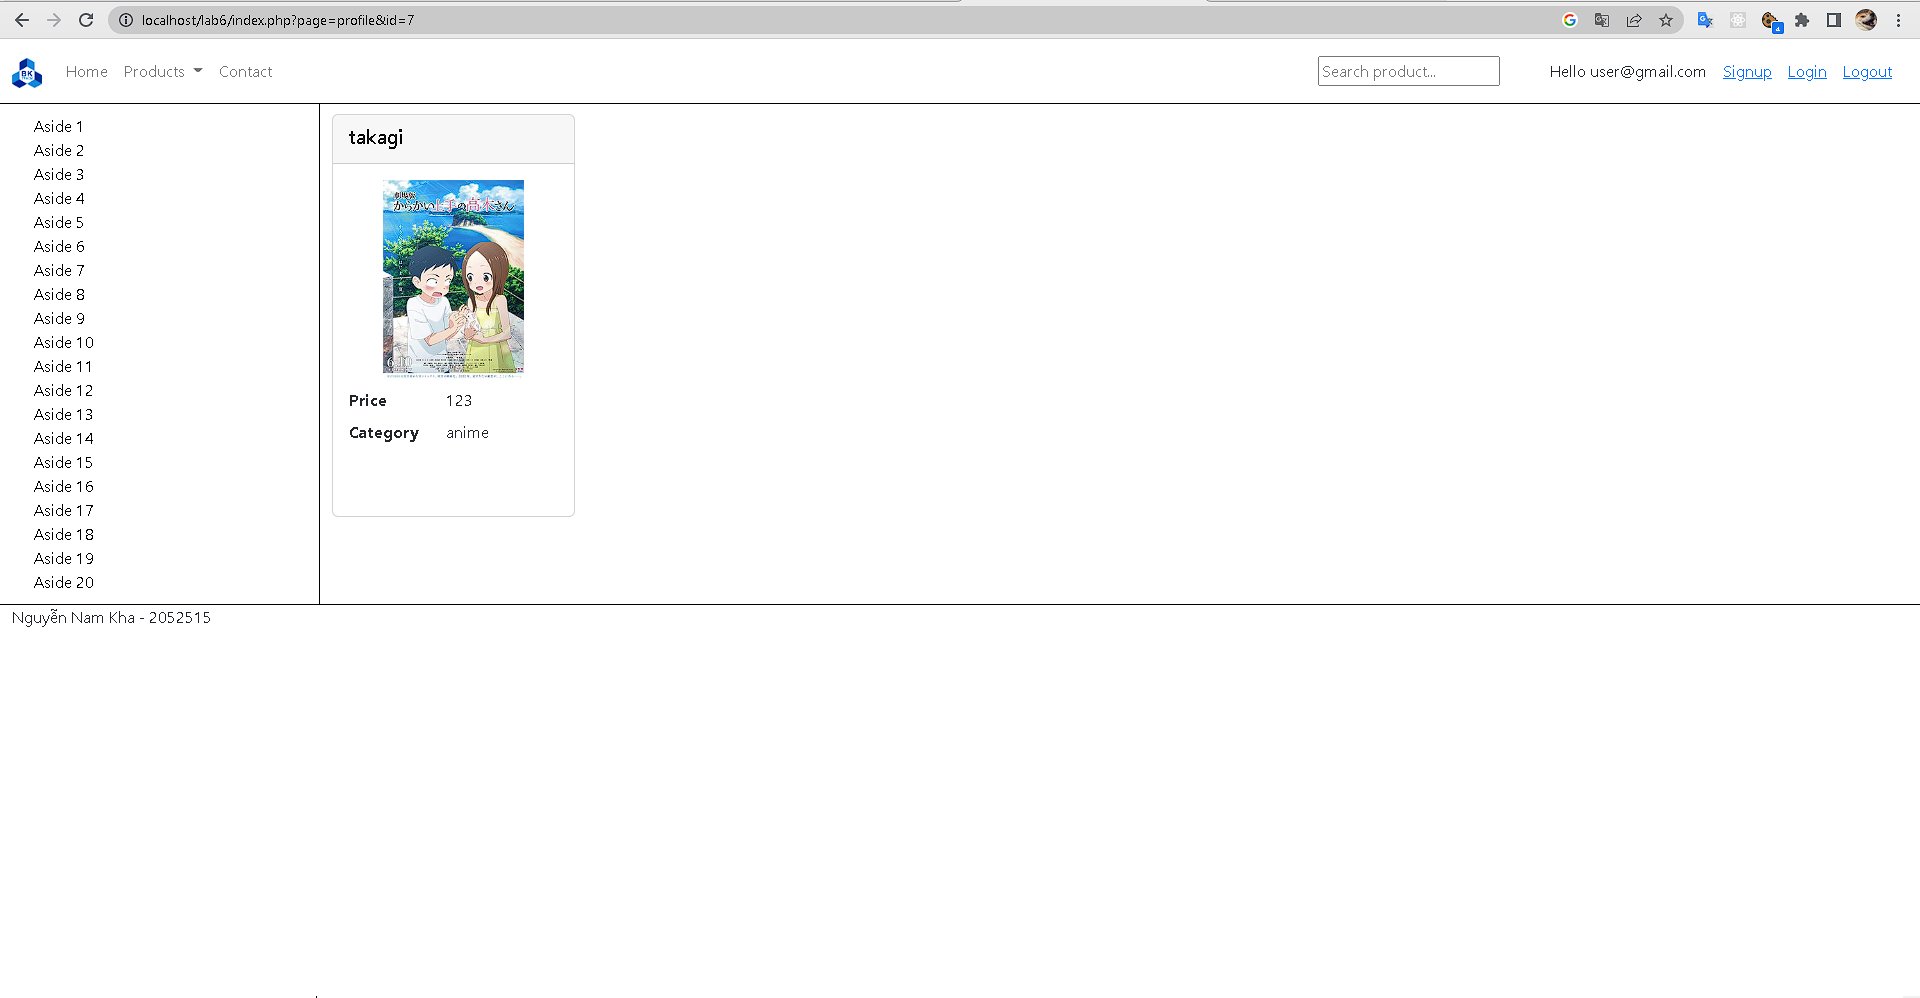 localhost/lab6/index.php?page=profile&id=7
BK
Home Products Contact Search product... Hello user@gmail.com Signup Login Logout
Aside 1
Aside 2
Aside 3
Aside 4
Aside 5
Aside 6
Aside 7
Aside 8
Aside 9
Aside 10
Aside 11
Aside 12
Aside 13
Aside 14
Aside 15
Aside 16
Aside 17
Aside 18
Aside 19
Aside 20
takagi
劇場版
からかい上手の高木さん
6.10
Price 123
Category anime
Nguyễn Nam Kha - 2052515